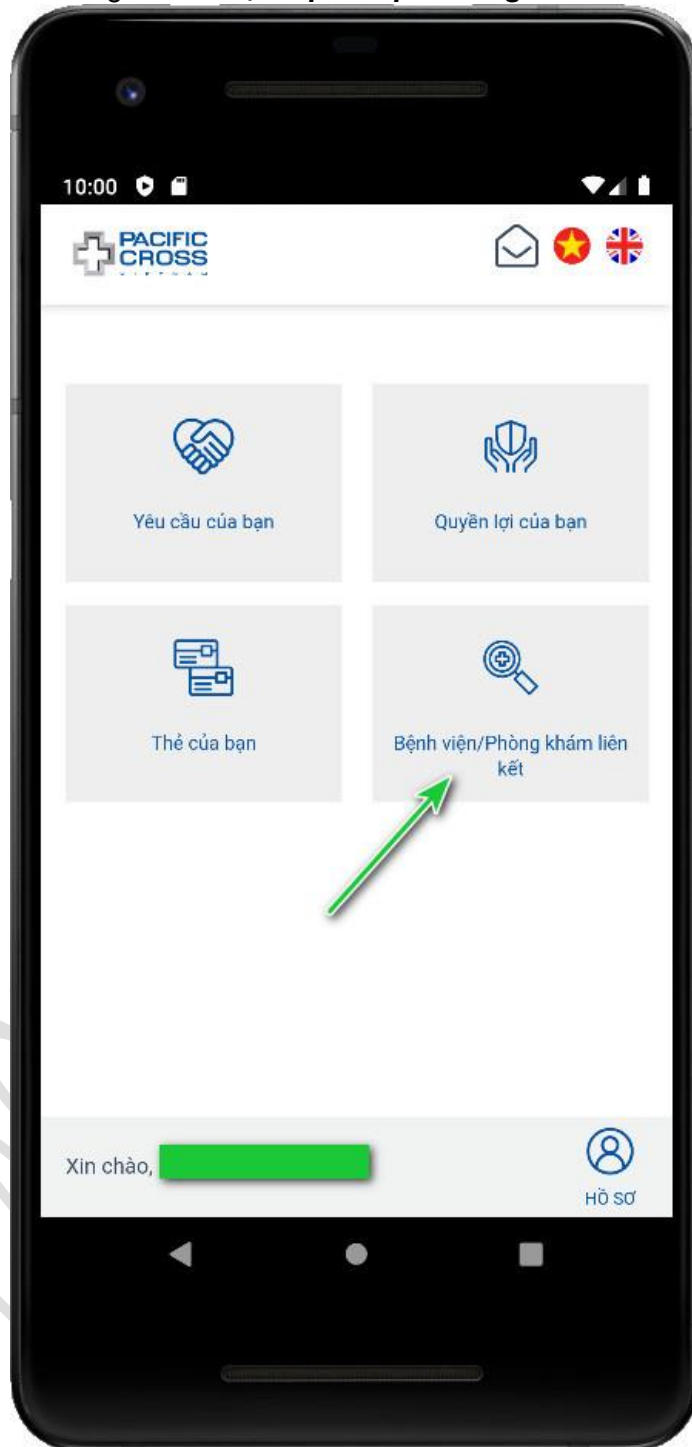 10:00
PACIFIC
CROSS
Yêu cầu của bạn
Quyền lợi của bạn
Thẻ của bạn
Bệnh viện/Phòng khám liên
kết
Xin chào,
HỒ SƠ